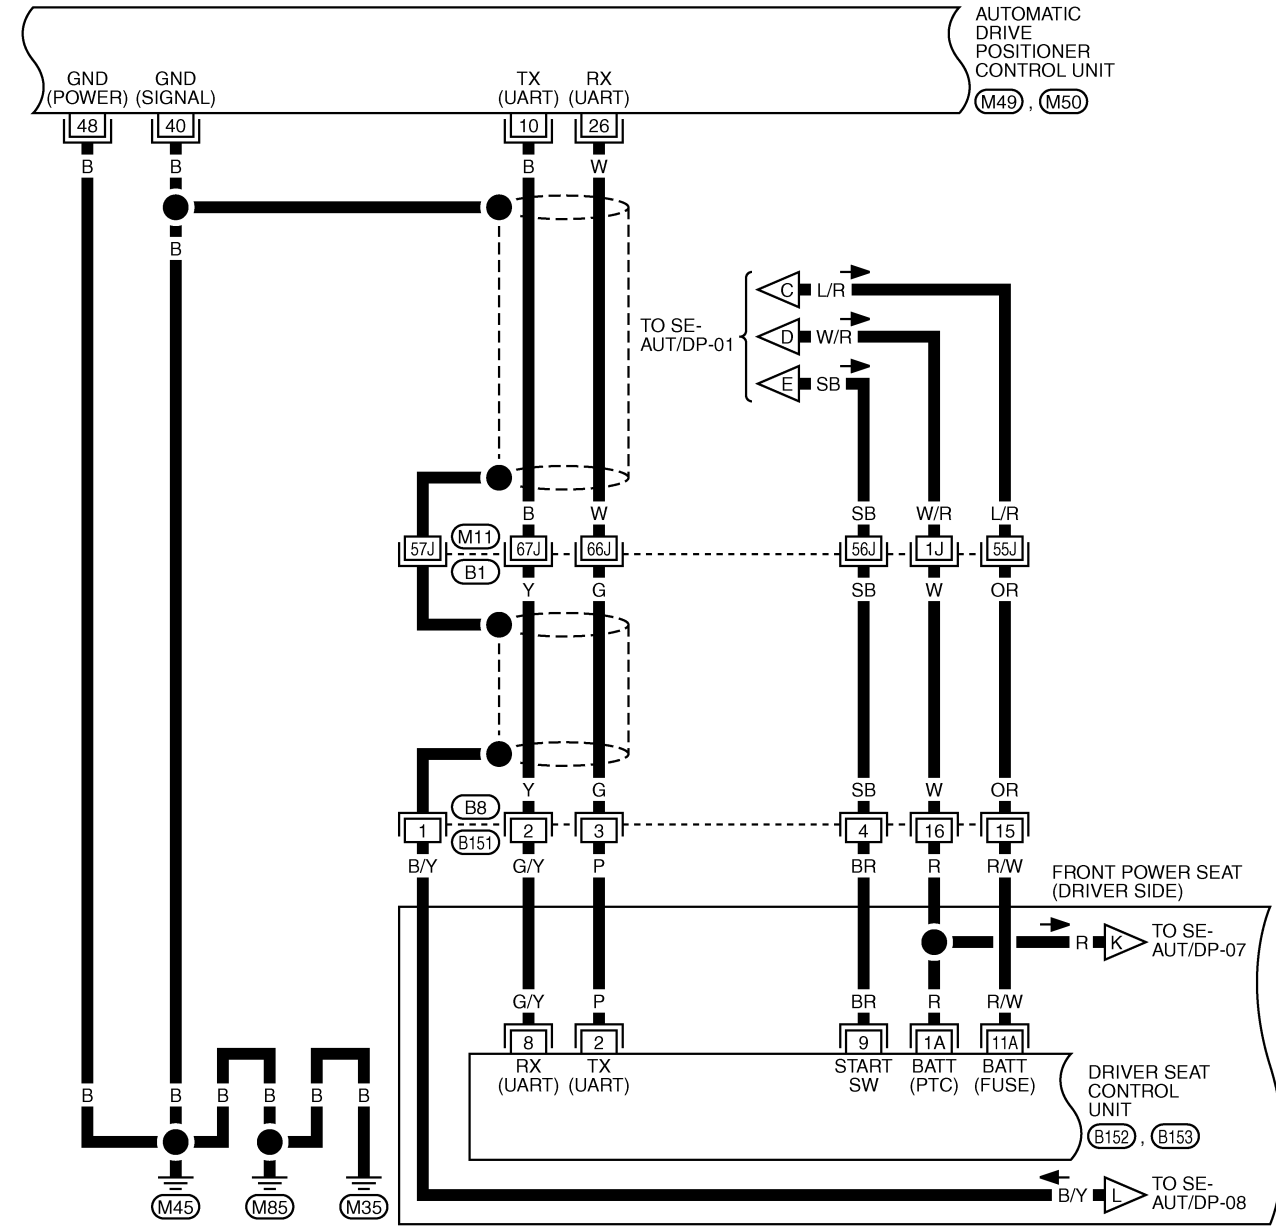 AUTOMATIC
DRIVE
POSITIONER
CONTROL UNIT
M49 , M50
GND
(POWER)
GND
(SIGNAL)
TX
(UART)
RX
(UART)
48
40
10
26
B
B
B
W
B
TO SE-
AUT/DP-01
C
L/R
D
W/R
E
SB
B
W
SB
W/R
L/R
57J
M11
B1
67J
66J
56J
1J
55J
Y
G
SB
W
OR
Y
G
SB
W
OR
1
B8
B151
2
3
4
16
15
B/Y
G/Y
P
BR
R
R/W
FRONT POWER SEAT
(DRIVER SIDE)
R
K
TO SE-
AUT/DP-07
G/Y
P
BR
R
R/W
8
2
9
1A
11A
RX
(UART)
TX
(UART)
START
SW
BATT
(PTC)
BATT
(FUSE)
DRIVER SEAT
CONTROL
UNIT
B152 , B153
B
B
B
B
B
B
M45
M85
M35
B/Y
L
TO SE-
AUT/DP-08